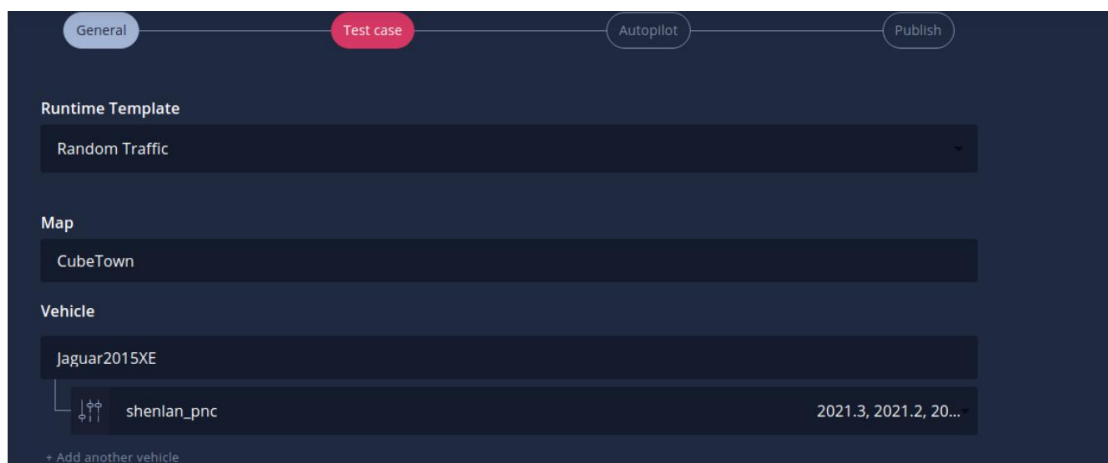 General Test case Autopilot Publish
Runtime Template
Random Traffic
Map
CubeTown
Vehicle
Jaguar2015XE
shenlan_pnc 2021.3, 2021.2, 20...
+ Add another vehicle